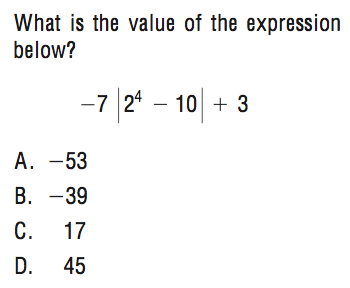 What is the value of the expression
below?
−7 |2⁴ − 10| + 3
A. −53
B. −39
C. 17
D. 45